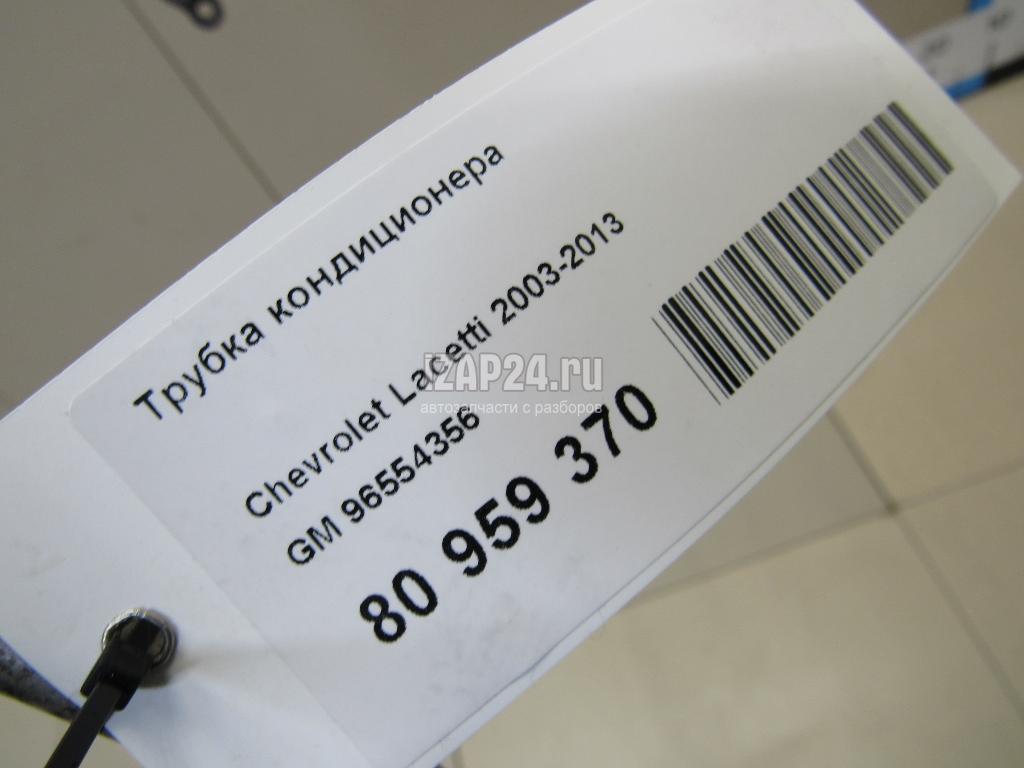 Трубка кондиционера
Chevrolet Lacetti 2003-2013
GM 96554356
80 959 370
iZAP24.ru
автозапчасти с разборов